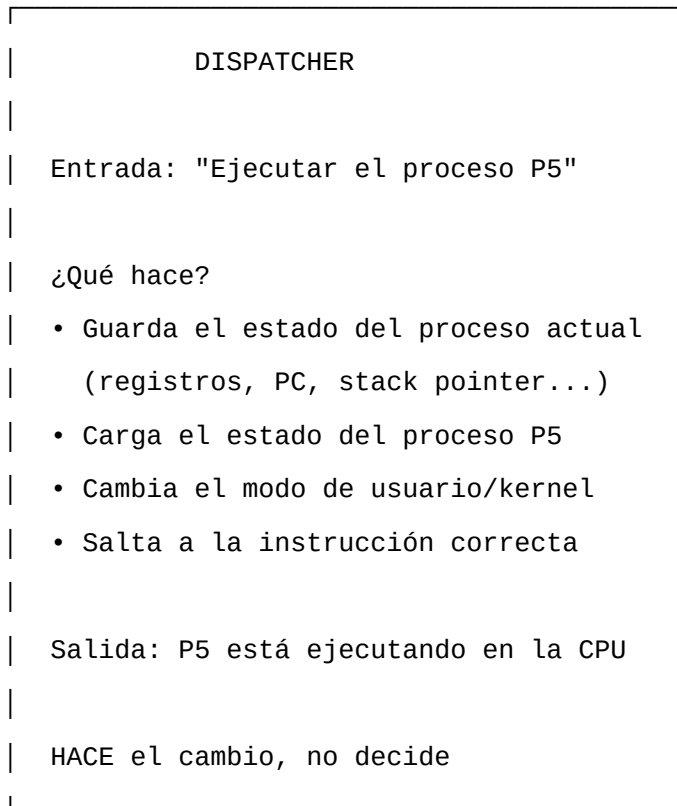 DISPATCHER
Entrada: "Ejecutar el proceso P5"
¿Qué hace?
• Guarda el estado del proceso actual
(registros, PC, stack pointer...)
• Carga el estado del proceso P5
• Cambia el modo de usuario/kernel
• Salta a la instrucción correcta
Salida: P5 está ejecutando en la CPU
HACE el cambio, no decide